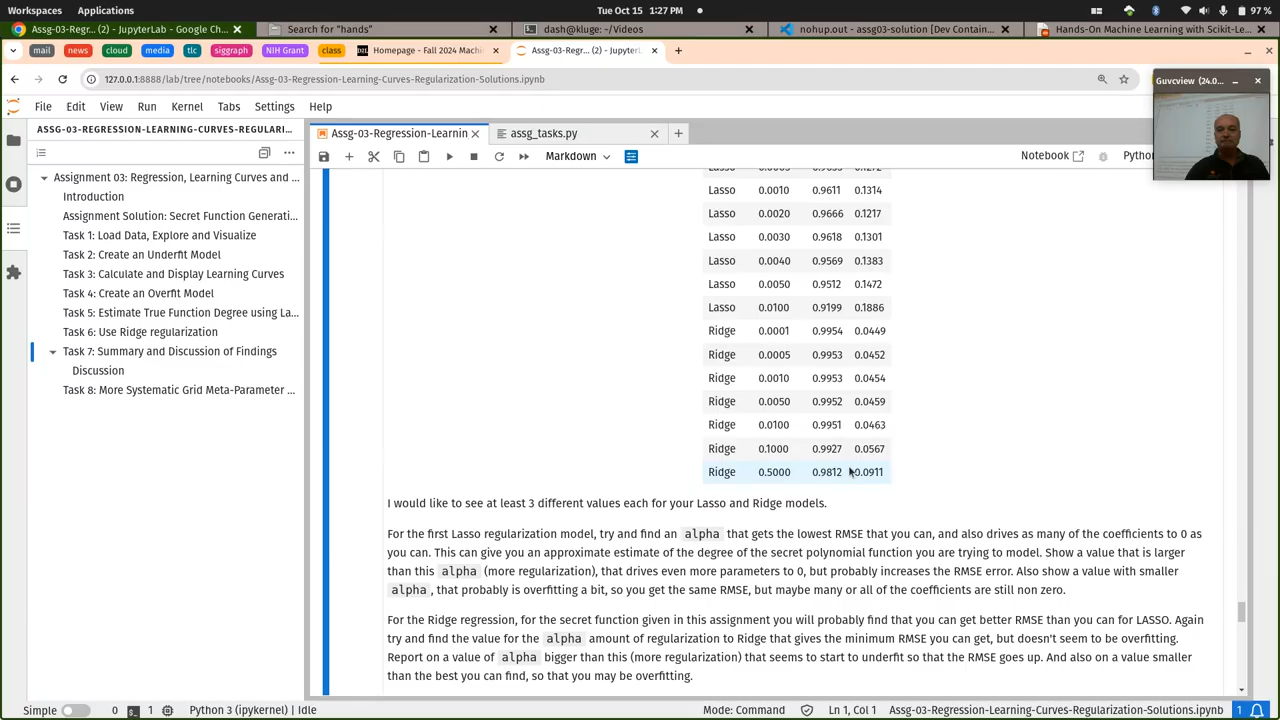 Workspaces Applications Tue Oct 15 1:27 PM 97 %
Assg-03-Regr... (2) - JupyterLab - Google Ch... Search for “hands” dash@kluge: ~/Videos nohup.out - assg03-solution [Dev Contain... Hands-On Machine Learning with Scikit-Le...
mail news cloud media tlc siggraph NIH Grant class Homepage - Fall 2024 Machi Assg-03-Regr... (2) - Jupyter
127.0.0.1:8888/lab/tree/notebooks/Assg-03-Regression-Learning-Curves-Regularization-Solutions.ipynb
Guvcview (24.0...
File Edit View Run Kernel Tabs Settings Help
ASSG-03-REGRESSION-LEARNING-CURVES-REGULARI...
Assg-03-Regression-Learnin assg_tasks.py
Markdown Notebook Python
Assignment 03: Regression, Learning Curves and ...
Introduction
Assignment Solution: Secret Function Generati...
Task 1: Load Data, Explore and Visualize
Task 2: Create an Underfit Model
Task 3: Calculate and Display Learning Curves
Task 4: Create an Overfit Model
Task 5: Estimate True Function Degree using La...
Task 6: Use Ridge regularization
Task 7: Summary and Discussion of Findings
Discussion
Task 8: More Systematic Grid Meta-Parameter ...
Lasso 0.0010 0.9611 0.1314
Lasso 0.0020 0.9666 0.1217
Lasso 0.0030 0.9618 0.1301
Lasso 0.0040 0.9569 0.1383
Lasso 0.0050 0.9512 0.1472
Lasso 0.0100 0.9199 0.1886
Ridge 0.0001 0.9954 0.0449
Ridge 0.0005 0.9953 0.0452
Ridge 0.0010 0.9953 0.0454
Ridge 0.0050 0.9952 0.0459
Ridge 0.0100 0.9951 0.0463
Ridge 0.1000 0.9927 0.0567
Ridge 0.5000 0.9812 0.0911
I would like to see at least 3 different values each for your Lasso and Ridge models.
For the first Lasso regularization model, try and find an alpha that gets the lowest RMSE that you can, and also drives as many of the coefficients to 0 as
you can. This can give you an approximate estimate of the degree of the secret polynomial function you are trying to model. Show a value that is larger
than this alpha (more regularization), that drives even more parameters to 0, but probably increases the RMSE error. Also show a value with smaller
alpha , that probably is overfitting a bit, so you get the same RMSE, but maybe many or all of the coefficients are still non zero.
For the Ridge regression, for the secret function given in this assignment you will probably find that you can get better RMSE than you can for LASSO. Again
try and find the value for the alpha amount of regularization to Ridge that gives the minimum RMSE you can get, but doesn't seem to be overfitting.
Report on a value of alpha bigger than this (more regularization) that seems to start to underfit so that the RMSE goes up. And also on a value smaller
than the best you can find, so that you may be overfitting.
Simple 0 1 Python 3 (ipykernel) | Idle Mode: Command Ln 1, Col 1 Assg-03-Regression-Learning-Curves-Regularization-Solutions.ipynb 1